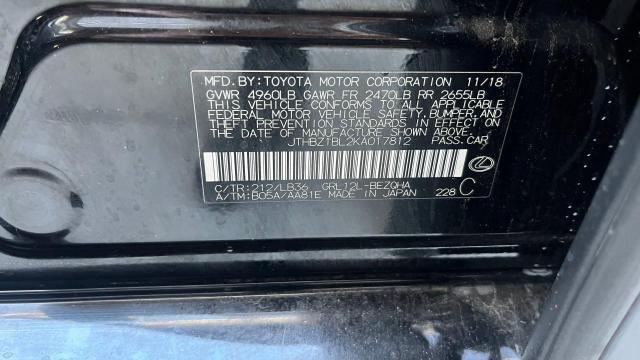 MFD. BY: TOYOTA MOTOR CORPORATION 11/18
GVWR 4960LB GAWR FR 2470LB RR 2655LB
THIS VEHICLE CONFORMS TO ALL APPLICABLE
FEDERAL MOTOR VEHICLE SAFETY, BUMPER, AND
THEFT PREVENTION STANDARDS IN EFFECT ON
THE DATE OF MANUFACTURE SHOWN ABOVE.
JTHBZ1BL2KA017812 PASS.CAR
C/TR: 212/LB36 GRL12L-BEZQHA
A/TM: B05A/AA81E MADE IN JAPAN 228 C